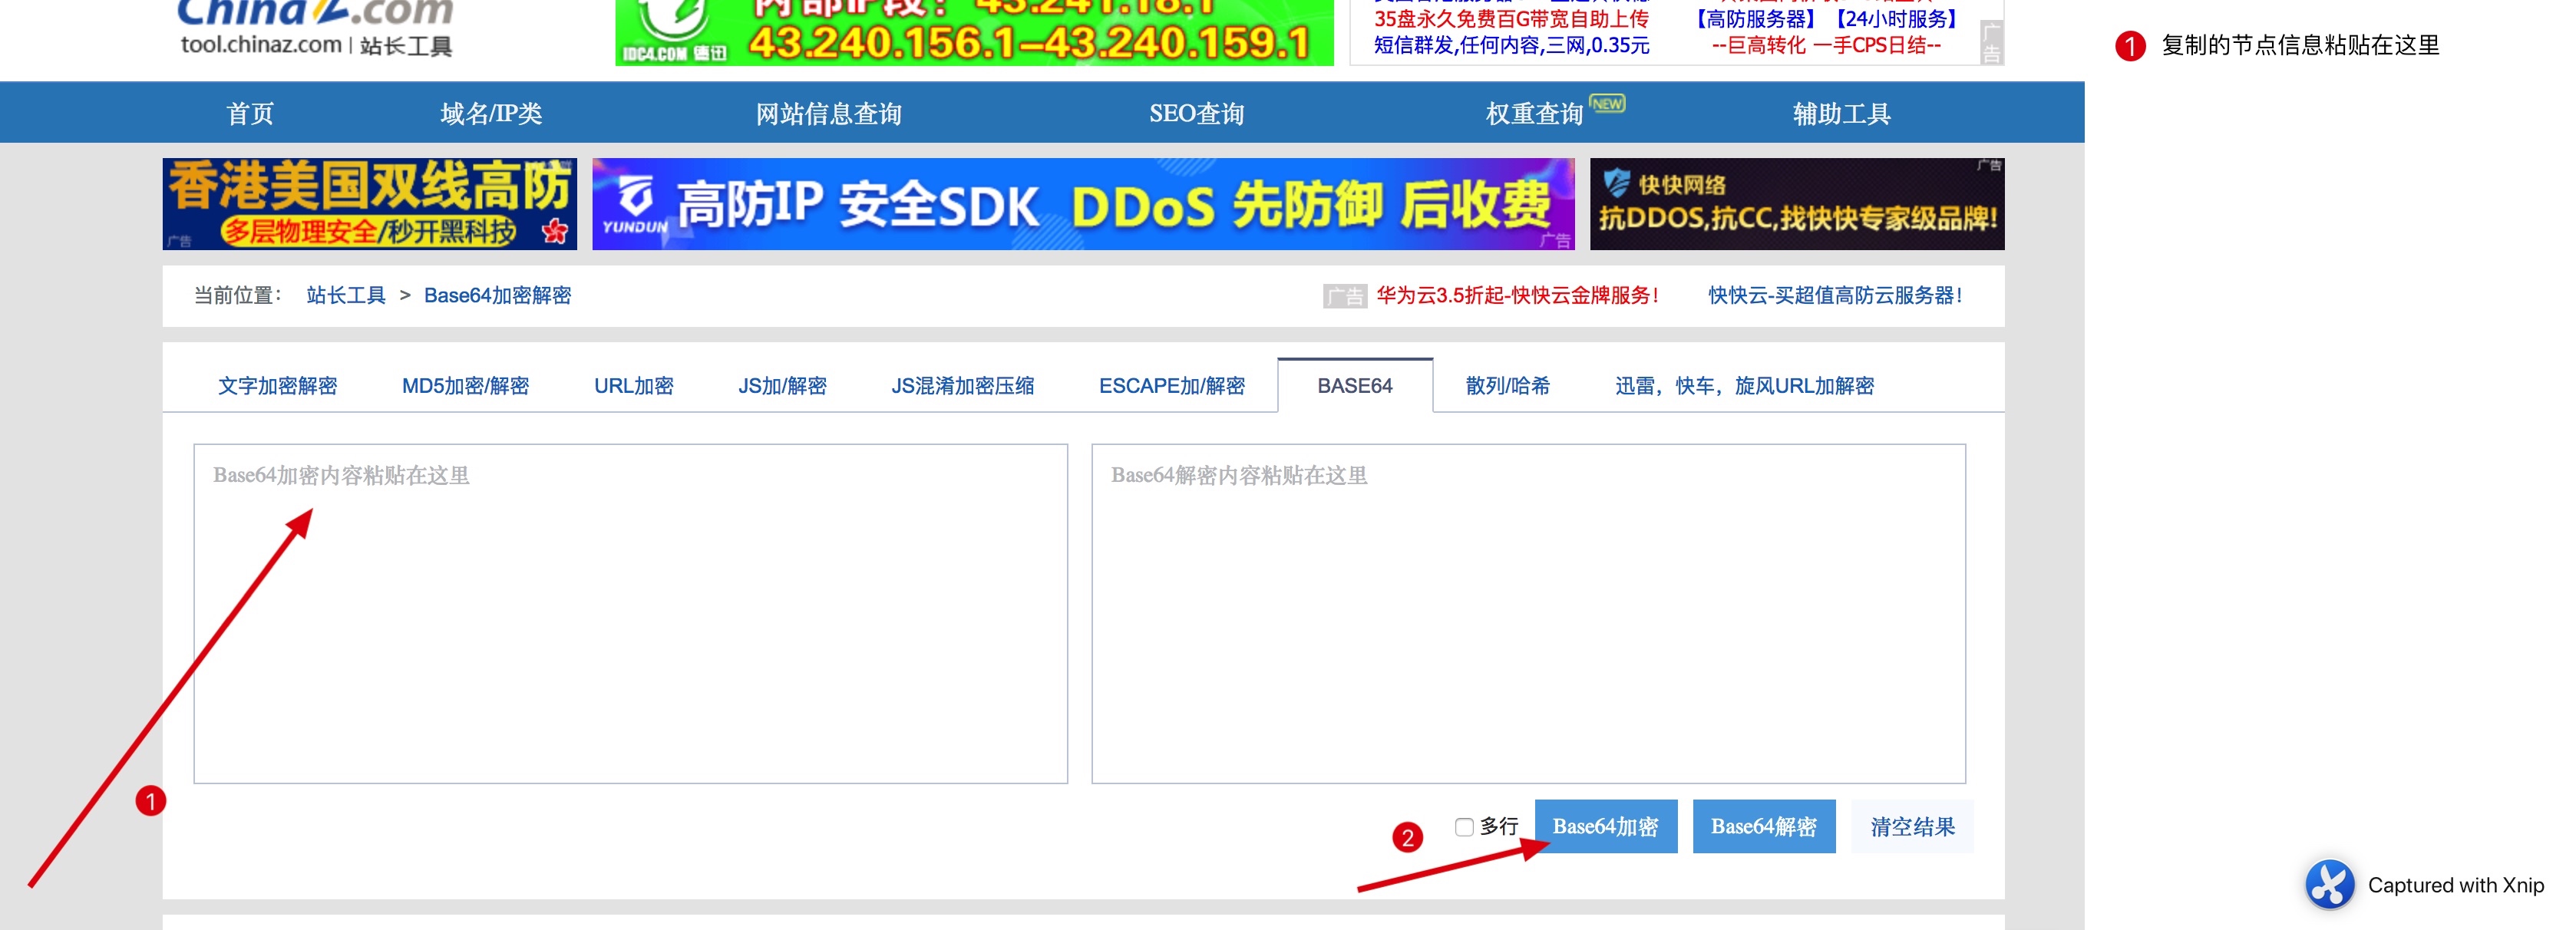 China Z.com
tool.chinaz.com | 站长工具
内部IP段：43.241.18.1
43.240.156.1-43.240.159.1
IDC4.COM 德讯
35盘永久免费百G带宽自助上传
【高防服务器】【24小时服务】
短信群发,任何内容,三网,0.35元
--巨高转化 一手CPS日结--
广告
1 复制的节点信息粘贴在这里
首页
域名/IP类
网站信息查询
SEO查询
权重查询
NEW
辅助工具
香港美国双线高防
多层物理安全/秒开黑科技
广告
YUNDUN
高防IP 安全SDK DDoS 先防御 后收费
广告
快快网络
抗DDOS,抗CC,找快快专家级品牌!
广告
当前位置： 站长工具 > Base64加密解密
广告 华为云3.5折起-快快云金牌服务！
快快云-买超值高防云服务器！
文字加密解密
MD5加密/解密
URL加密
JS加/解密
JS混淆加密压缩
ESCAPE加/解密
BASE64
散列/哈希
迅雷，快车，旋风URL加解密
Base64加密内容粘贴在这里
Base64解密内容粘贴在这里
1
2
多行
Base64加密
Base64解密
清空结果
Captured with Xnip